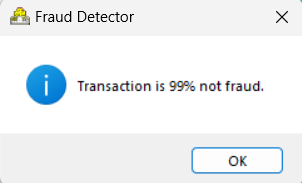 Fraud Detector
Transaction is 99% not fraud.
OK